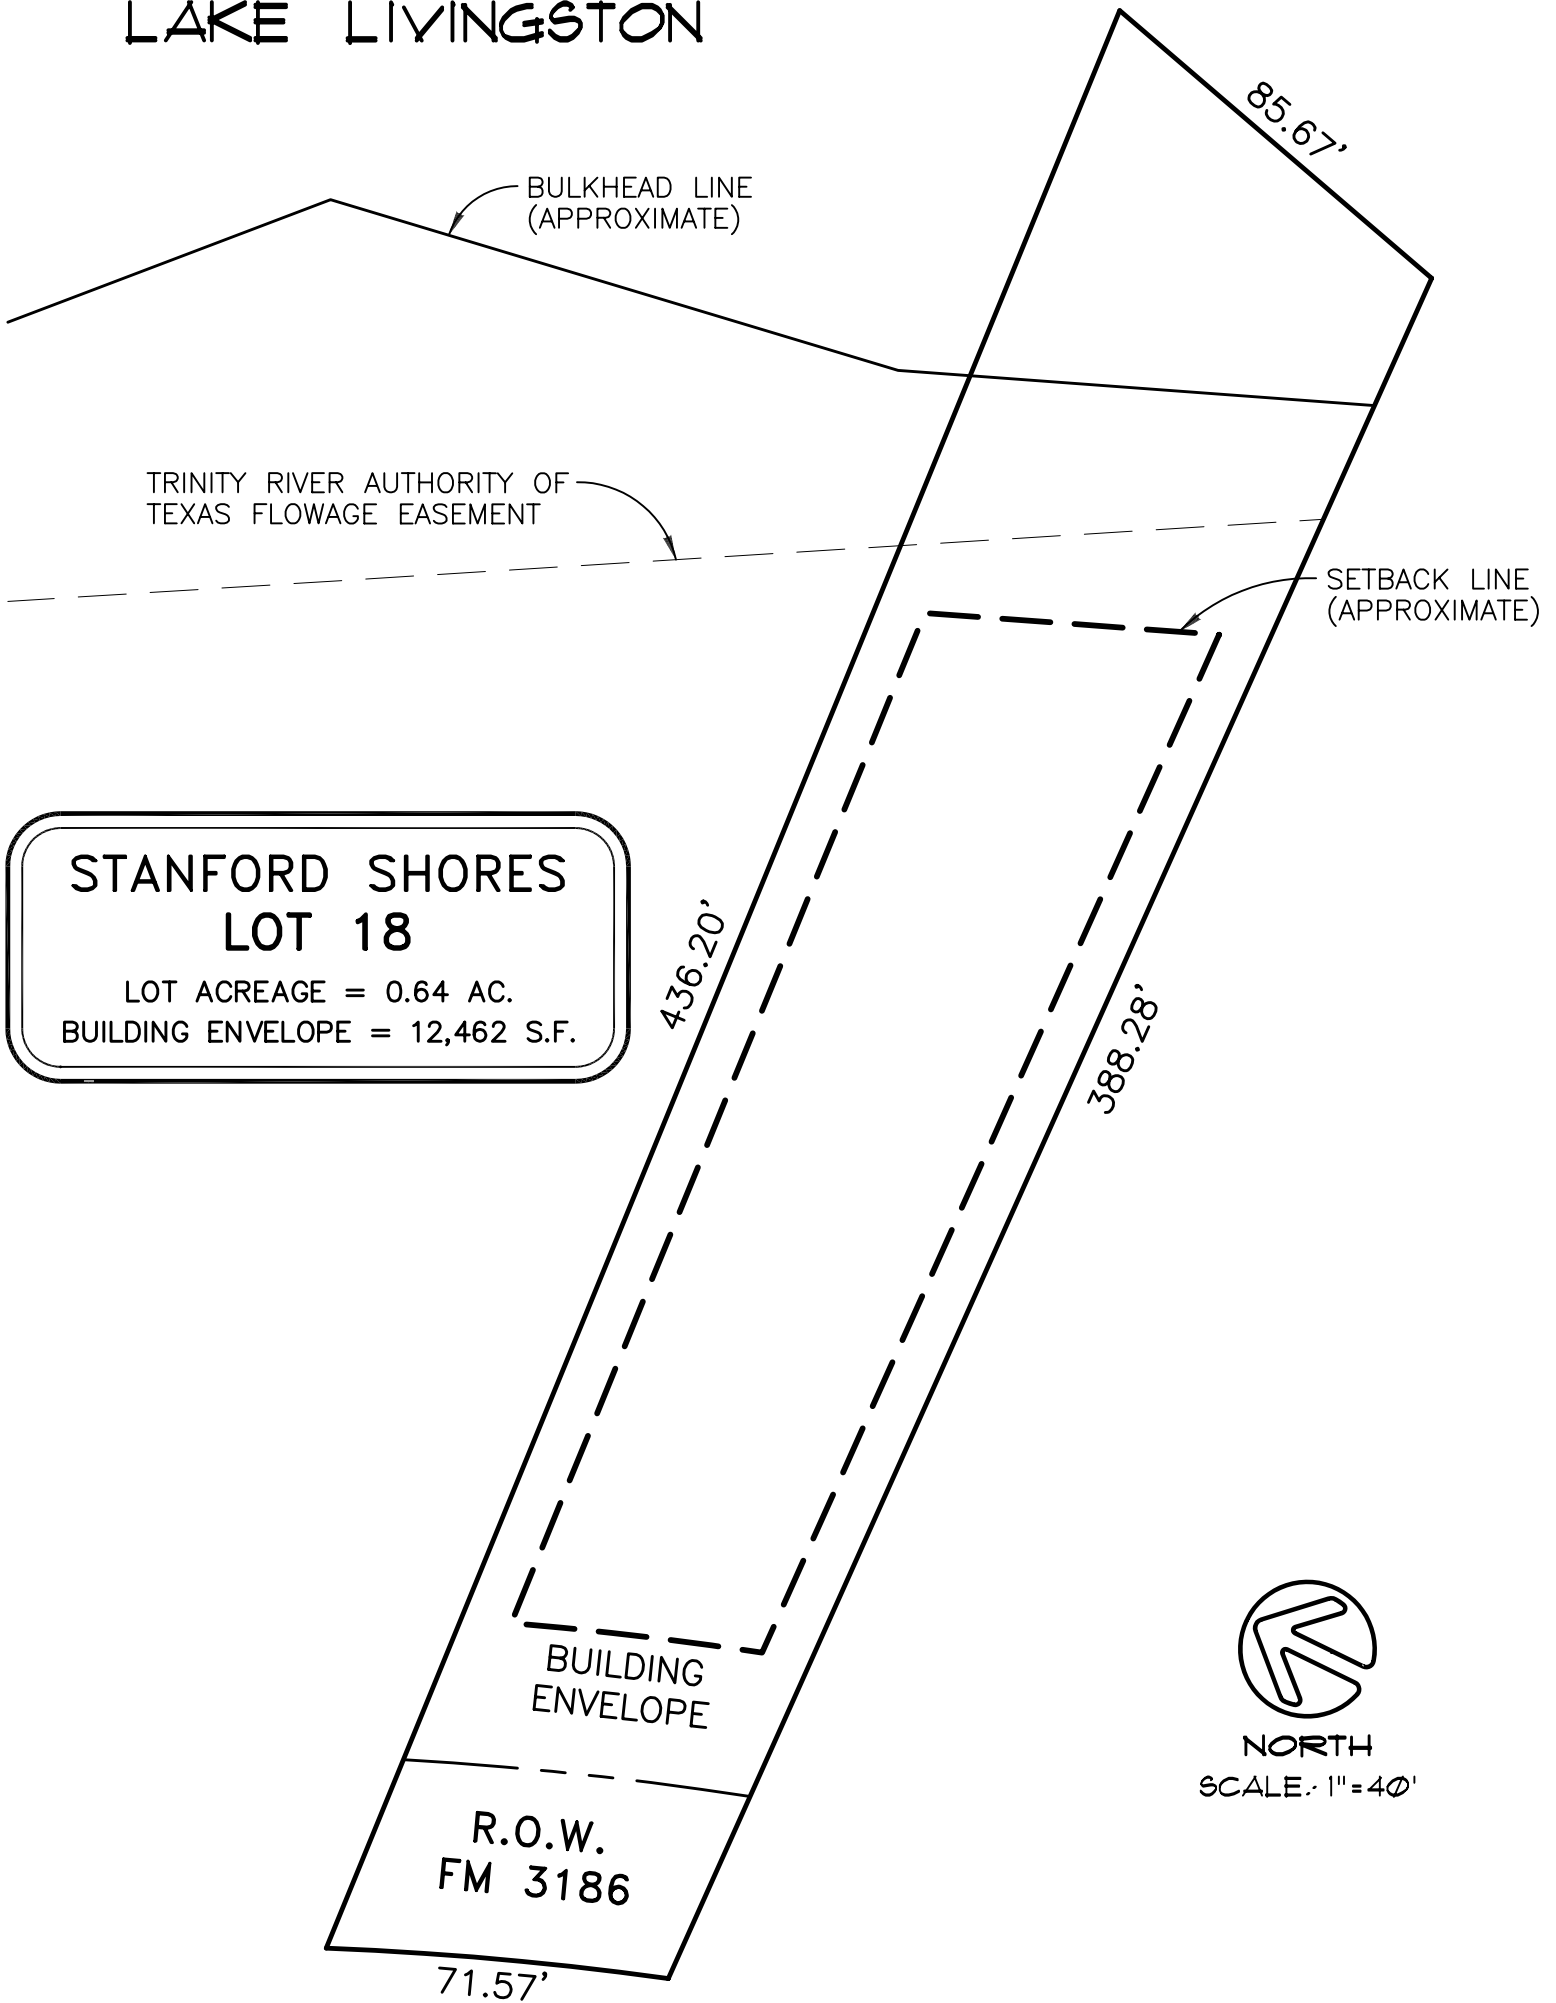 LAKE LIVINGSTON
85.67'
BULKHEAD LINE
(APPROXIMATE)
TRINITY RIVER AUTHORITY OF
TEXAS FLOWAGE EASEMENT
SETBACK LINE
(APPROXIMATE)
STANFORD SHORES
LOT 18
LOT ACREAGE = 0.64 AC.
BUILDING ENVELOPE = 12,462 S.F.
436.20'
388.28'
BUILDING
ENVELOPE
NORTH
SCALE: 1"=40'
R.O.W.
FM 3186
71.57'